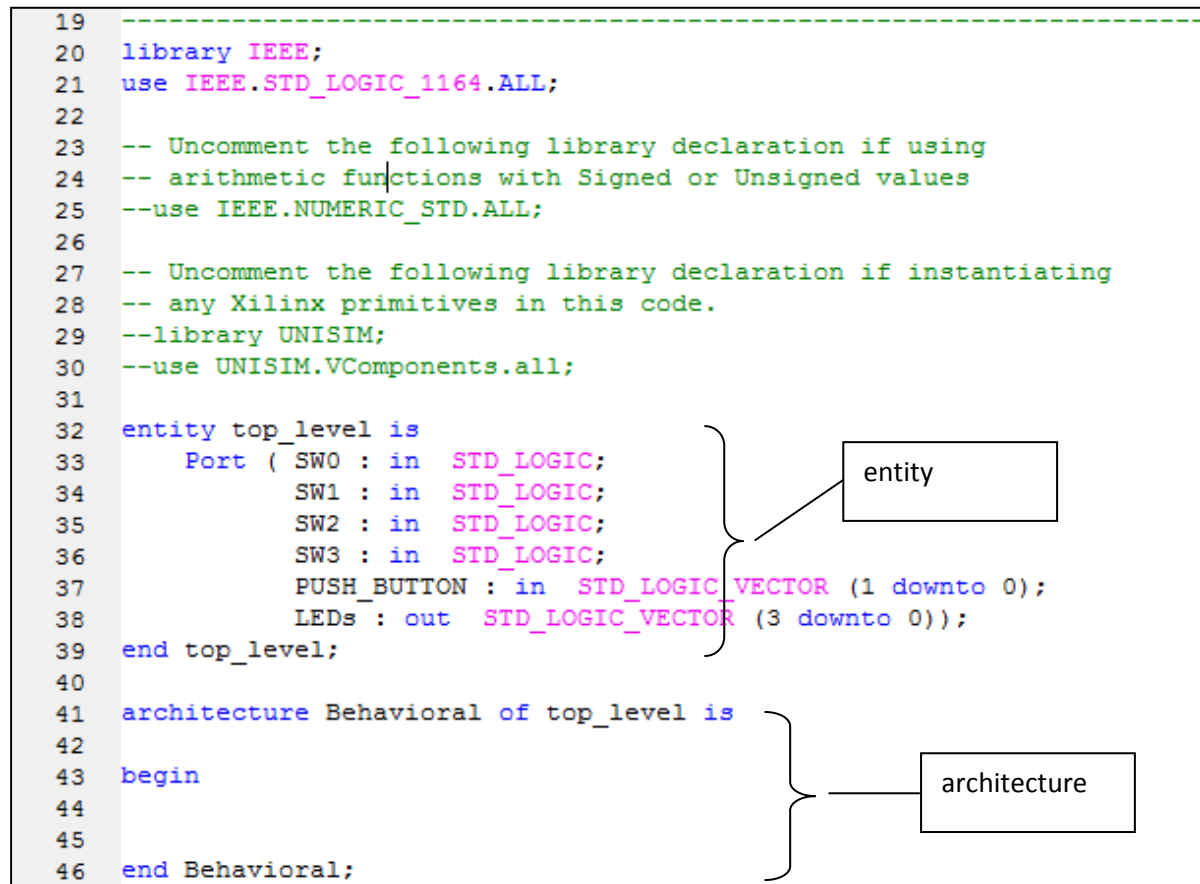 19 --------------------------------------------------------------------------------
20 library IEEE;
21 use IEEE.STD_LOGIC_1164.ALL;
22
23 -- Uncomment the following library declaration if using
24 -- arithmetic functions with Signed or Unsigned values
25 --use IEEE.NUMERIC_STD.ALL;
26
27 -- Uncomment the following library declaration if instantiating
28 -- any Xilinx primitives in this code.
29 --library UNISIM;
30 --use UNISIM.VComponents.all;
31
32 entity top_level is
33     Port ( SW0 : in  STD_LOGIC;
34            SW1 : in  STD_LOGIC;
35            SW2 : in  STD_LOGIC;
36            SW3 : in  STD_LOGIC;
37            PUSH_BUTTON : in  STD_LOGIC_VECTOR (1 downto 0);
38            LEDs : out  STD_LOGIC_VECTOR (3 downto 0));
39 end top_level;
entity
40
41 architecture Behavioral of top_level is
42
43 begin
44
45
46 end Behavioral;
architecture